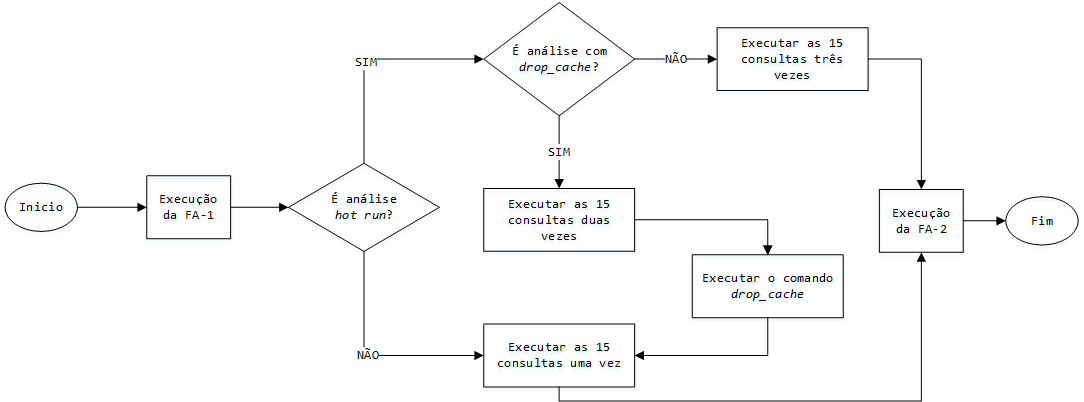 É análise com
drop_cache?
Executar as 15
consultas três
vezes
SIM
NÃO
SIM
Inicio
Execução
da FA-1
É análise
hot run?
Executar as 15
consultas duas
vezes
Execução
da FA-2
Fim
Executar o comando
drop_cache
NÃO
Executar as 15
consultas uma vez